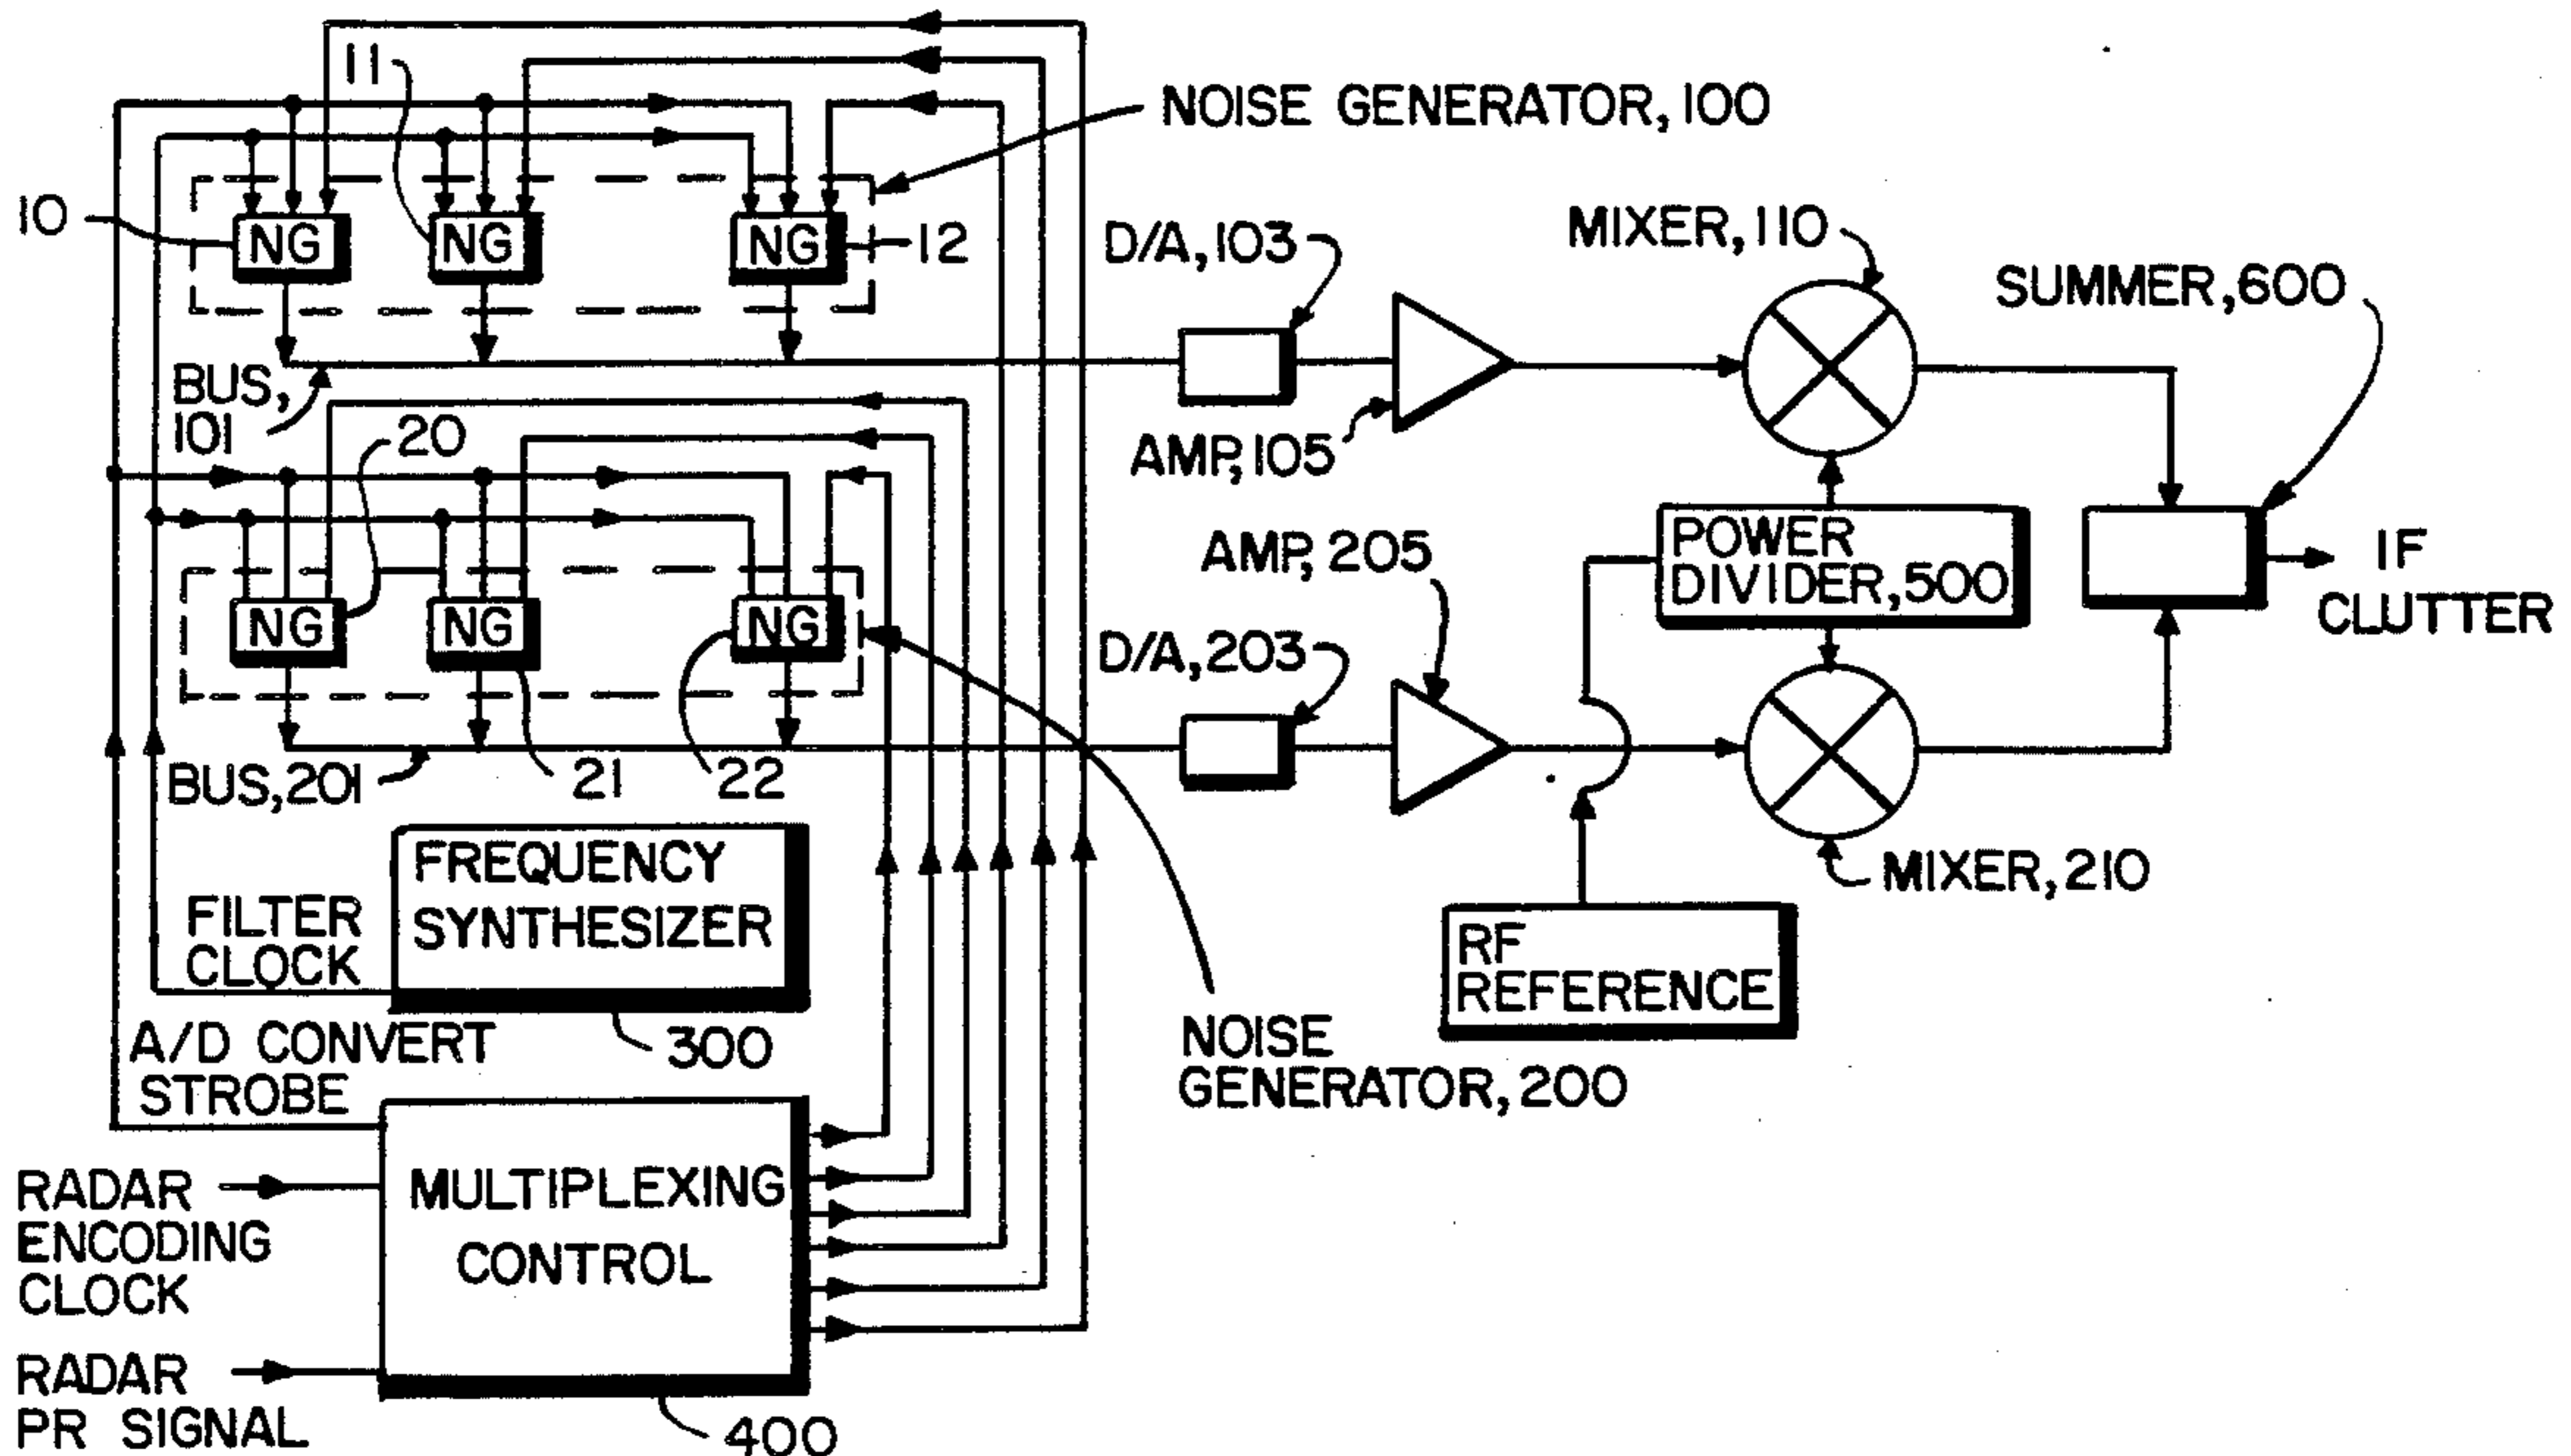 11
NOISE GENERATOR, 100
10
NG
NG
NG
12
D/A, 103
MIXER, 110
SUMMER, 600
BUS,
101
20
AMP, 105
POWER
DIVIDER, 500
IF
CLUTTER
AMP, 205
NG
NG
NG
D/A, 203
BUS, 201
21
22
FREQUENCY
SYNTHESIZER
MIXER, 210
FILTER
CLOCK
RF
REFERENCE
A/D CONVERT
STROBE
300
NOISE
GENERATOR, 200
RADAR
ENCODING
CLOCK
MULTIPLEXING
CONTROL
RADAR
PR SIGNAL
400